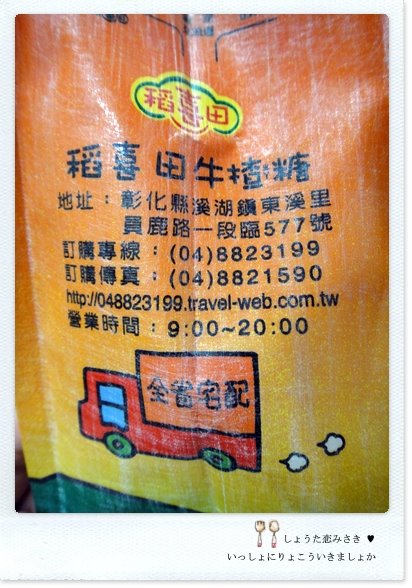 稻喜田
稻喜田牛楂糖
地址：彰化縣溪湖鎮東溪里
員鹿路一段臨577號
訂購專線：(04)8823199
訂購傳真：(04)8821590
http://048823199.travel-web.com.tw
營業時間：9:00~20:00
全省宅配
しょうた恋みさき ♥
いっしょにりょこういきましょか